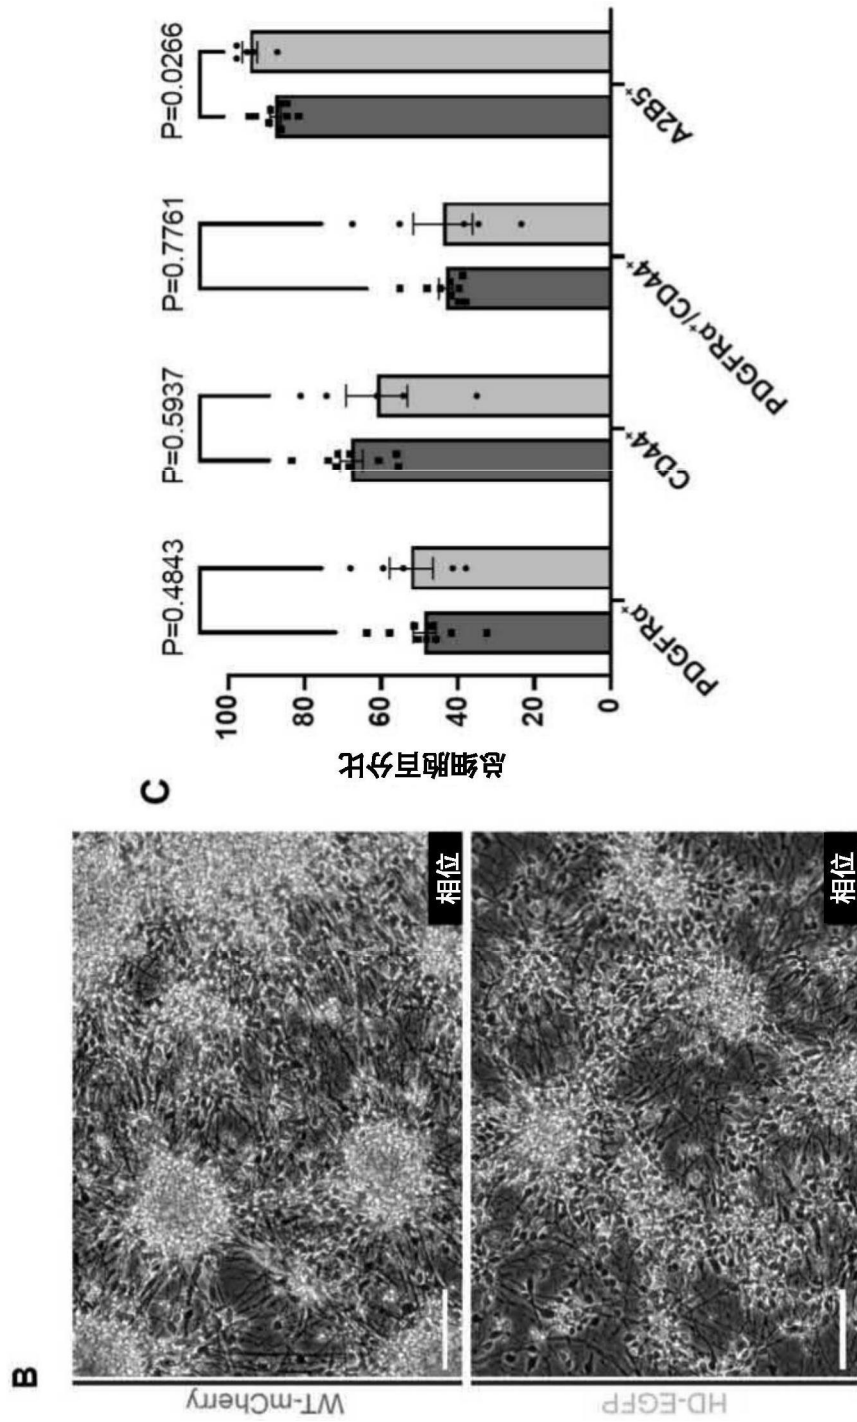 B
WT-mCherry
相位
HD-EGFP
相位
C
总细胞百分比
100
80
60
40
20
0
P=0.4843
P=0.5937
P=0.7761
P=0.0266
PDGFRα⁺
CD44⁺
PDGFRα⁺/CD44⁺
A2B5⁺